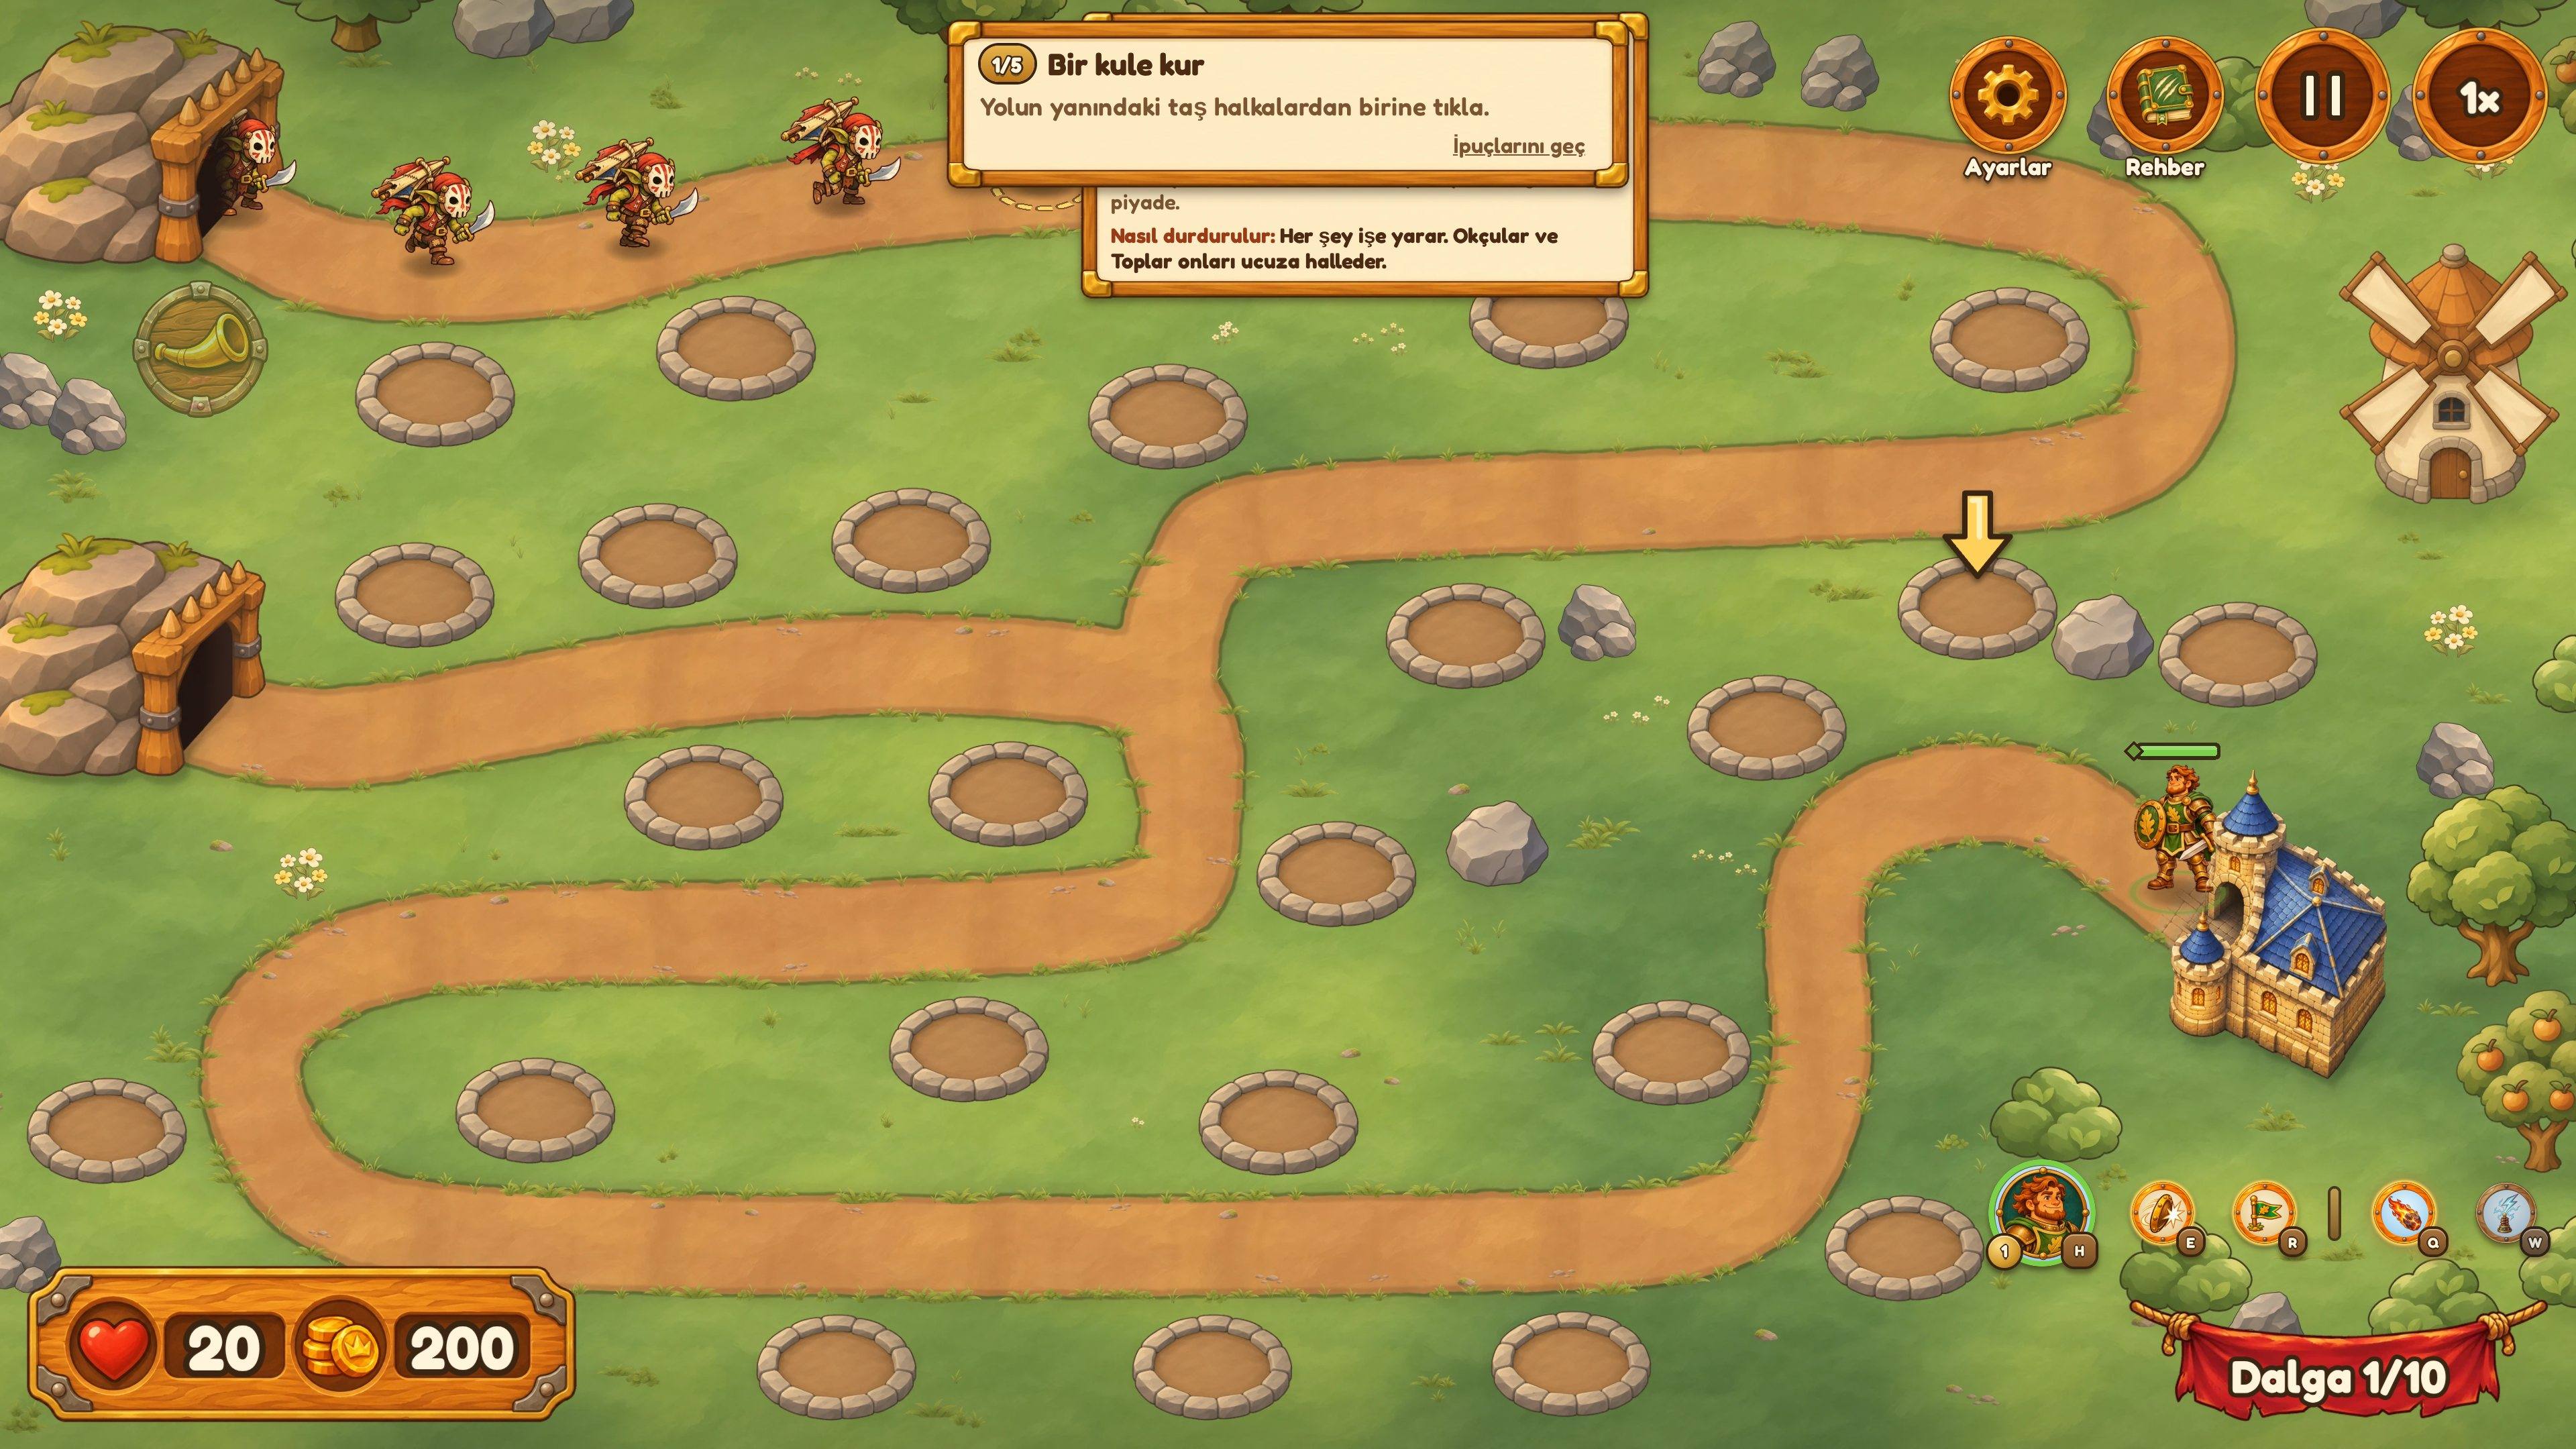 1/5 Bir kule kur
Yolun yanındaki taş halkalardan birine tıkla.
İpuçlarını geç
piyade.
Nasıl durdurulur: Her şey işe yarar. Okçular ve
Toplar onları ucuza halleder.
1x
Ayarlar
Rehber
1
H
E
R
Q
W
20
200
Dalga 1/10